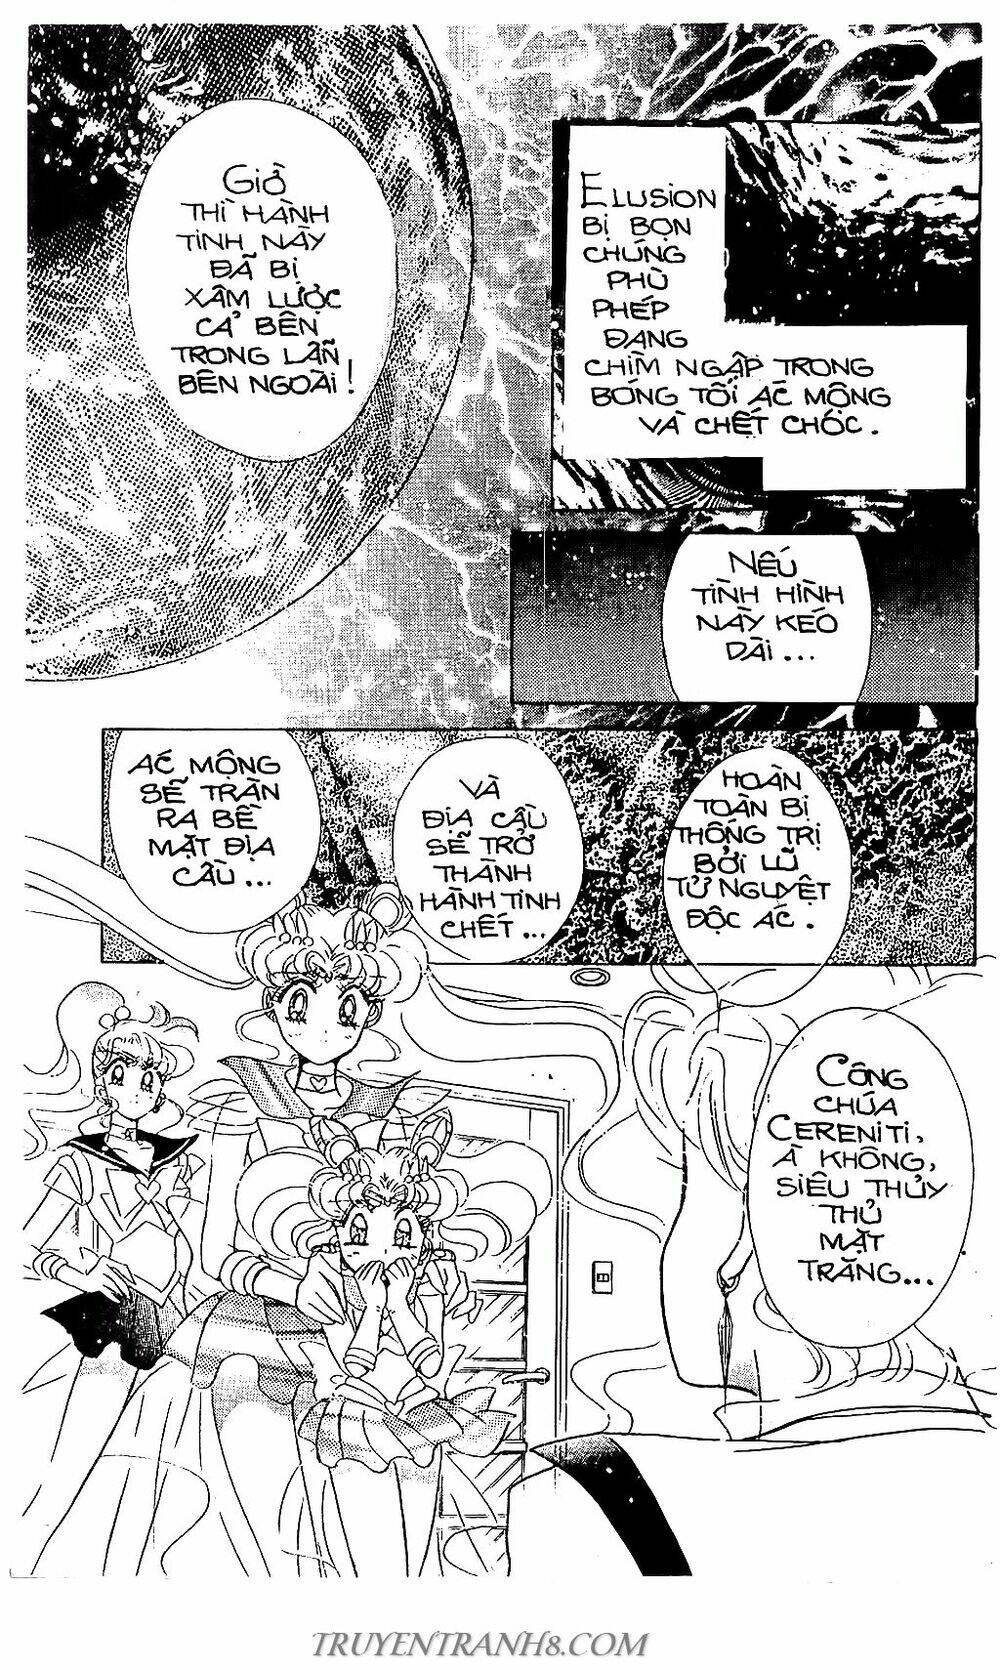 ELUSION
BỊ BỌN
CHÚNG
PHÙ
PHÉP
ĐANG
CHÌM NGẬP TRONG
BÓNG TỐI ÁC MỘNG
VÀ CHẾT CHÓC.
GIỜ
THÌ HÀNH
TINH NÀY
ĐÃ BỊ
XÂM LƯỢC
CẢ BÊN
TRONG LẪN
BÊN NGOÀI!
NẾU
TÌNH HÌNH
NÀY KÉO
DÀI...
ÁC MỘNG
SẼ TRÀN
RA BỀ
MẶT ĐỊA
CẦU...
VÀ
ĐỊA CẦU
SẼ TRỞ
THÀNH
HÀNH TINH
CHẾT...
HOÀN
TOÀN BỊ
THỐNG TRỊ
BỞI LŨ
TỬ NGUYỆT
ĐỘC ÁC.
CÔNG
CHÚA
CERENITI,
À KHÔNG,
SIÊU THỦY
THỦ
MẶT
TRĂNG...
TRUYENTRANH8.COM